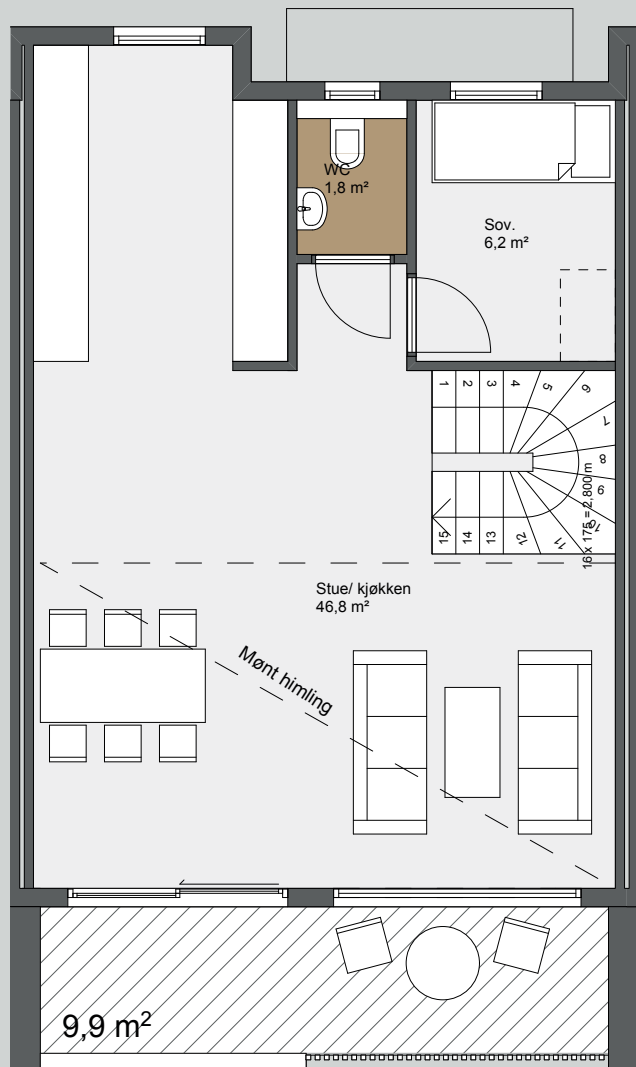 WC
1,8 m²
Sov.
6,2 m²
1 2 3 4 5 6 7 8 9 10 11 12 13 14 15
16 x 175 = 2,800 m
Stue/ kjøkken
46,8 m²
Mønt himling
9,9 m²